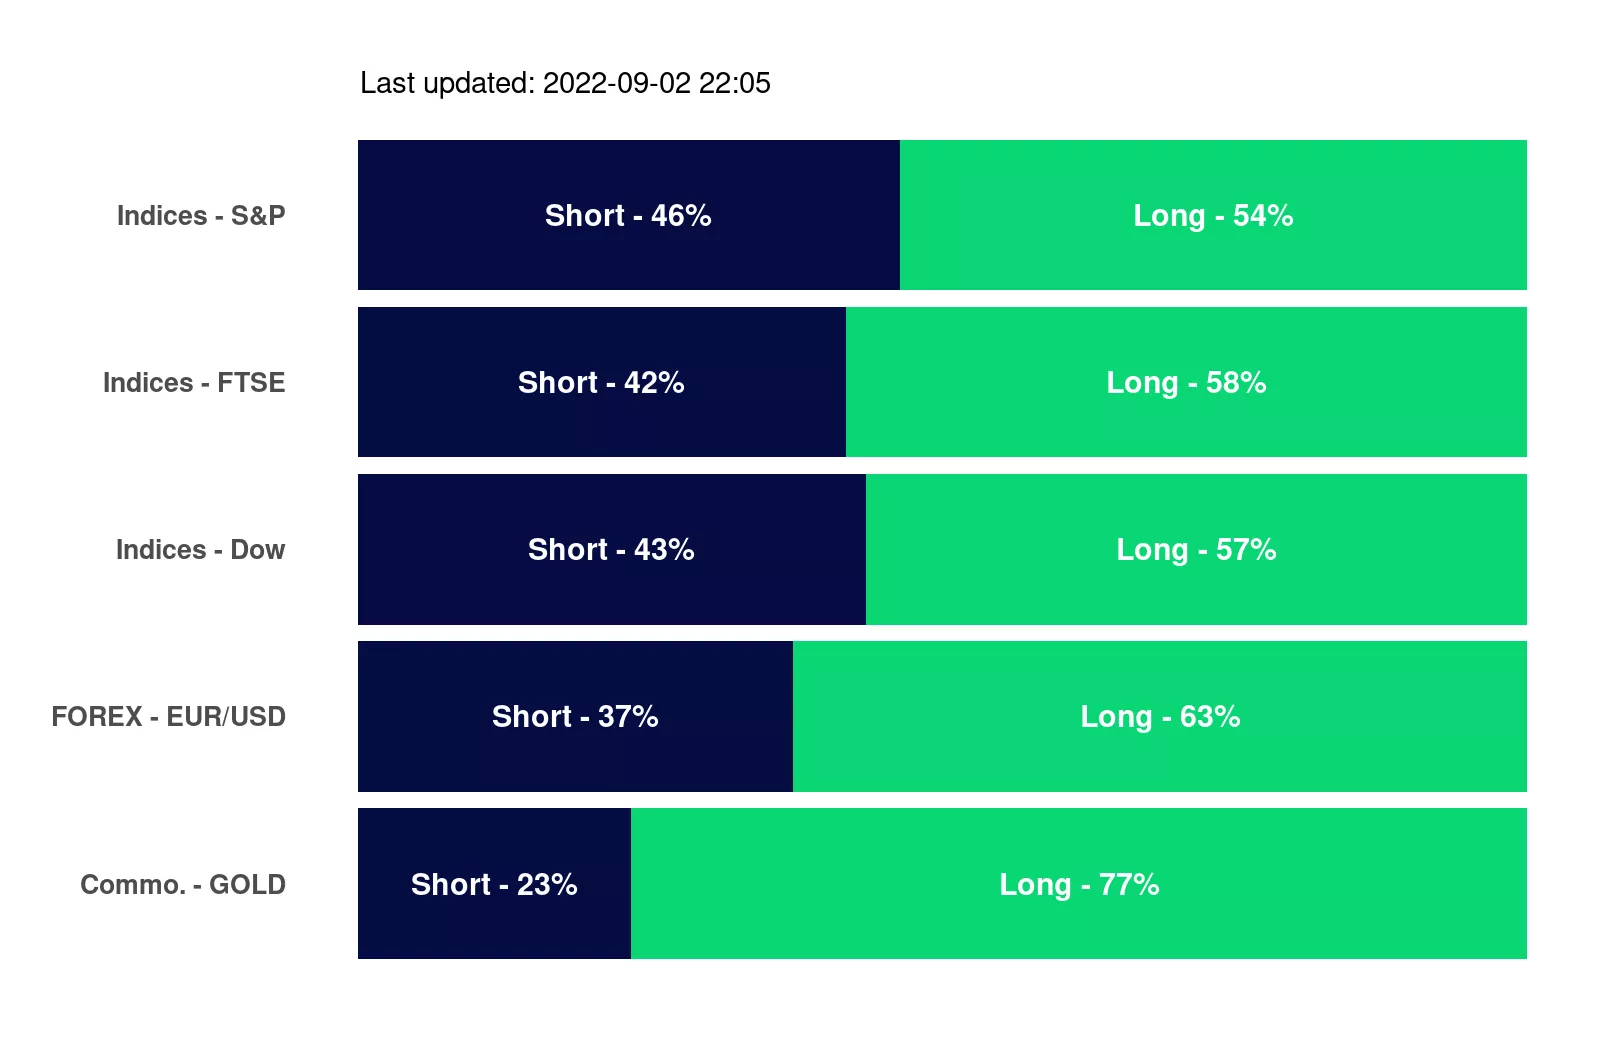 Last updated: 2022-09-02 22:05
Indices - S&P Short - 46% Long - 54%
Indices - FTSE Short - 42% Long - 58%
Indices - Dow Short - 43% Long - 57%
FOREX - EUR/USD Short - 37% Long - 63%
Commo. - GOLD Short - 23% Long - 77%